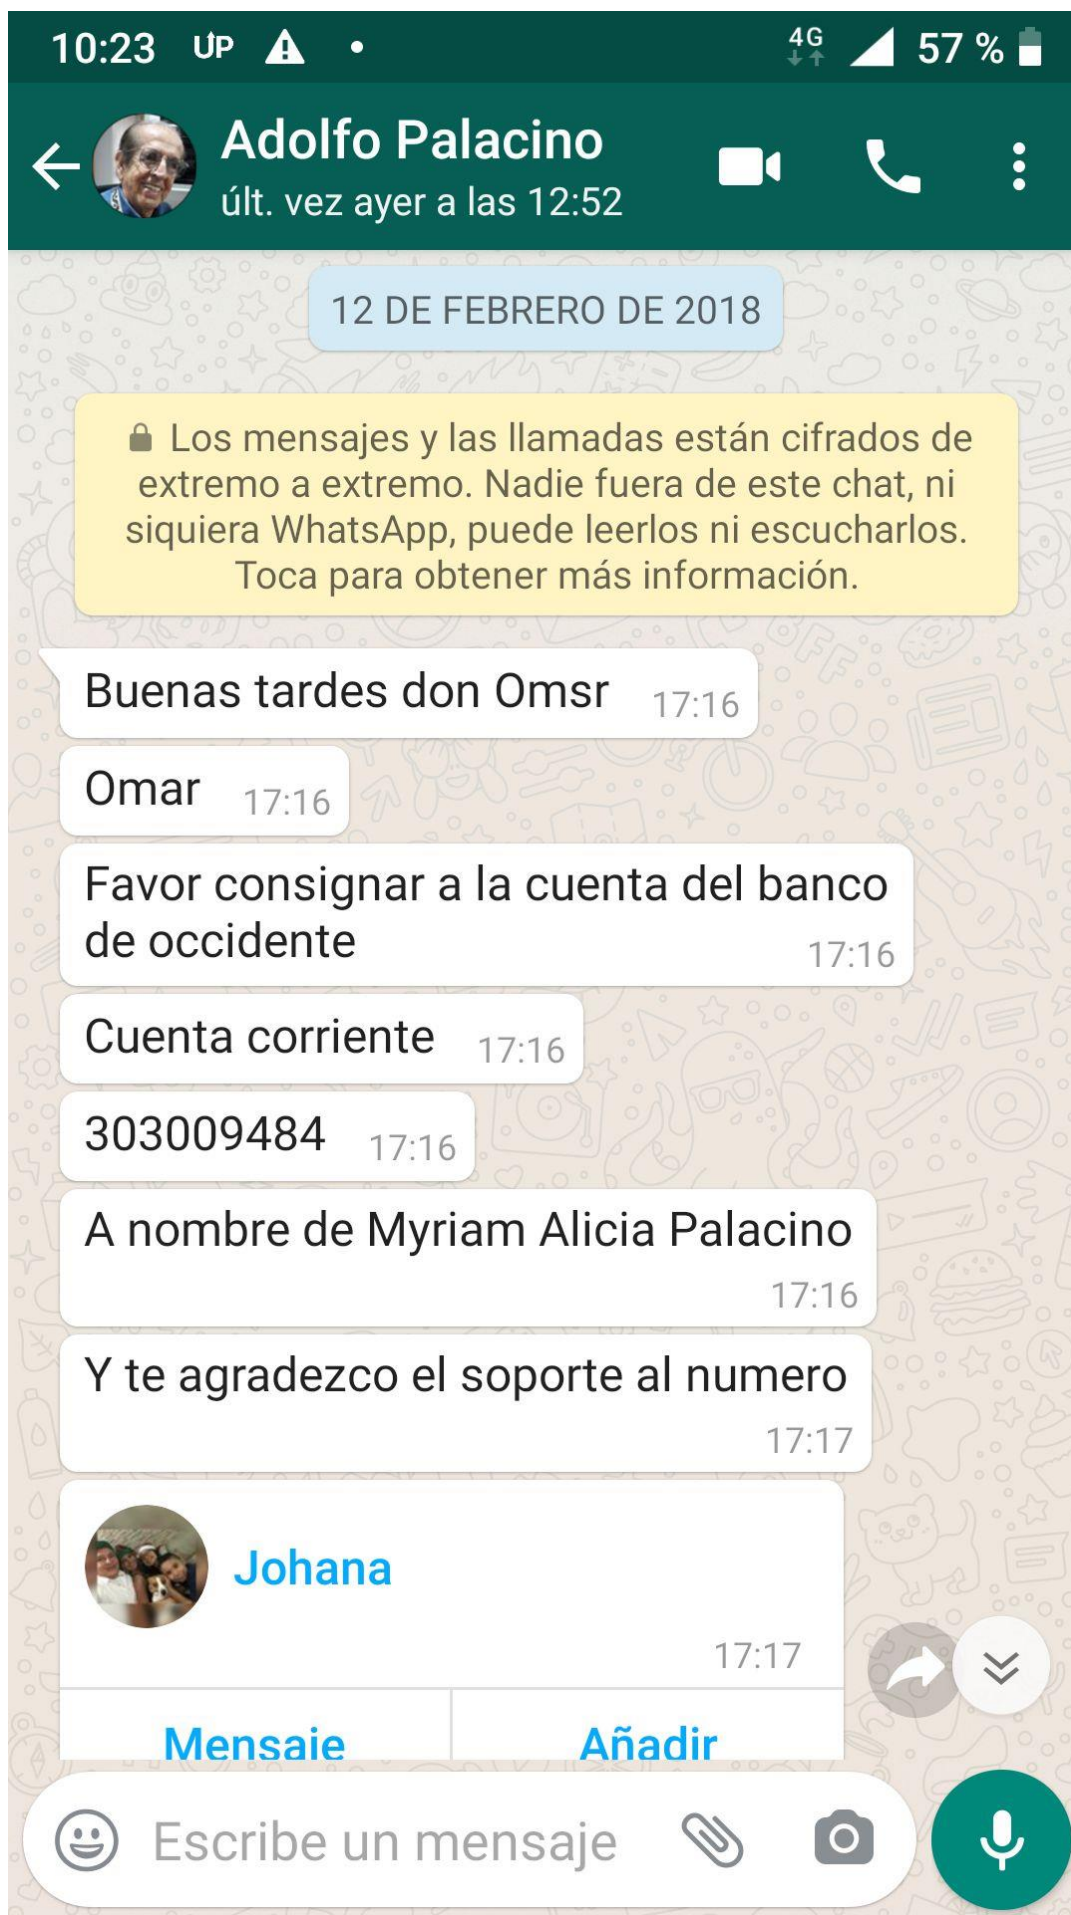 10:23 UP 4G 57 %
Adolfo Palacino
últ. vez ayer a las 12:52
12 DE FEBRERO DE 2018
Los mensajes y las llamadas están cifrados de
extremo a extremo. Nadie fuera de este chat, ni
siquiera WhatsApp, puede leerlos ni escucharlos.
Toca para obtener más información.
Buenas tardes don Omsr 17:16
Omar 17:16
Favor consignar a la cuenta del banco
de occidente 17:16
Cuenta corriente 17:16
303009484 17:16
A nombre de Myriam Alicia Palacino
17:16
Y te agradezco el soporte al numero
17:17
Johana
17:17
Mensaje Añadir
Escribe un mensaje